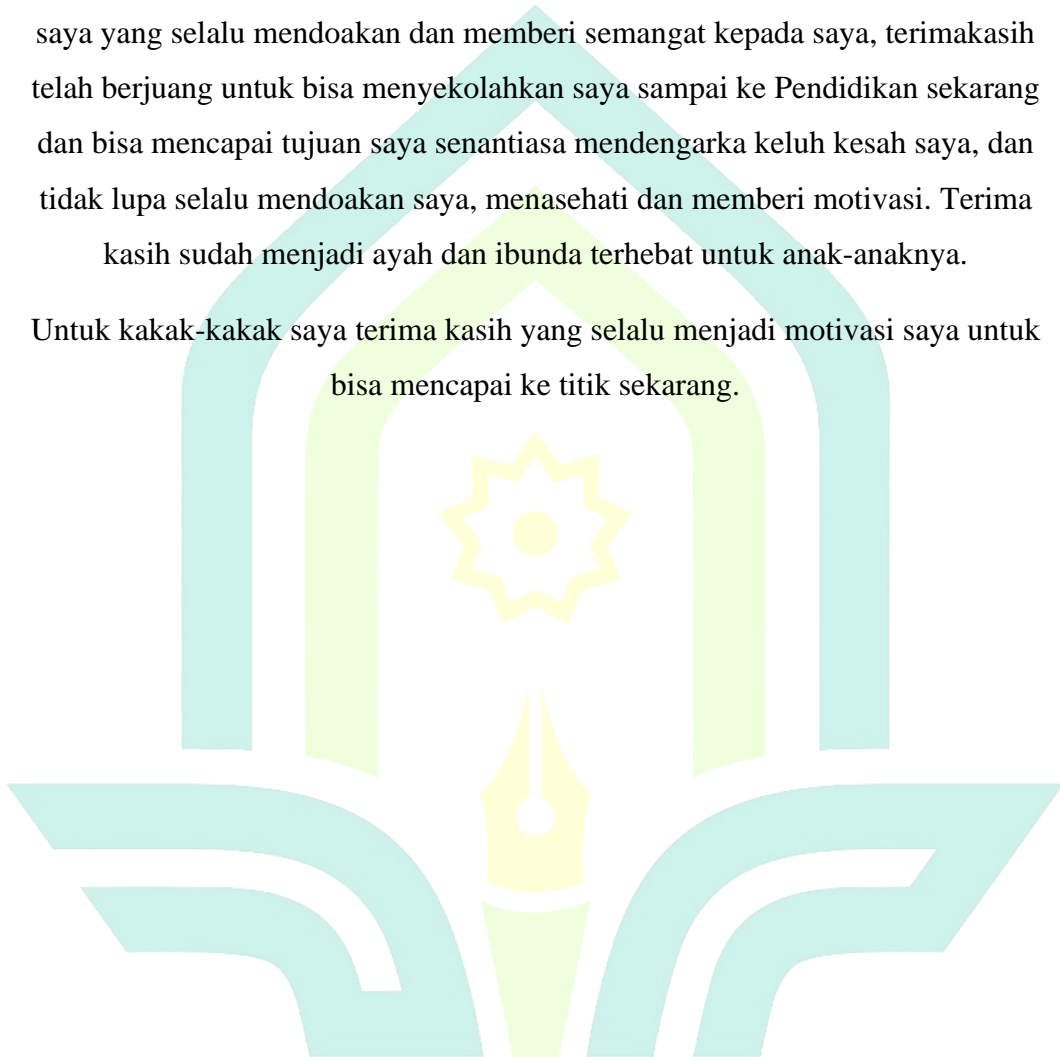 saya yang selalu mendoakan dan memberi semangat kepada saya, terimakasih
telah berjuang untuk bisa menyekolahkan saya sampai ke Pendidikan sekarang
dan bisa mencapai tujuan saya senantiasa mendengarka keluh kesah saya, dan
tidak lupa selalu mendoakan saya, menasehati dan memberi motivasi. Terima
kasih sudah menjadi ayah dan ibunda terhebat untuk anak-anaknya.
Untuk kakak-kakak saya terima kasih yang selalu menjadi motivasi saya untuk
bisa mencapai ke titik sekarang.